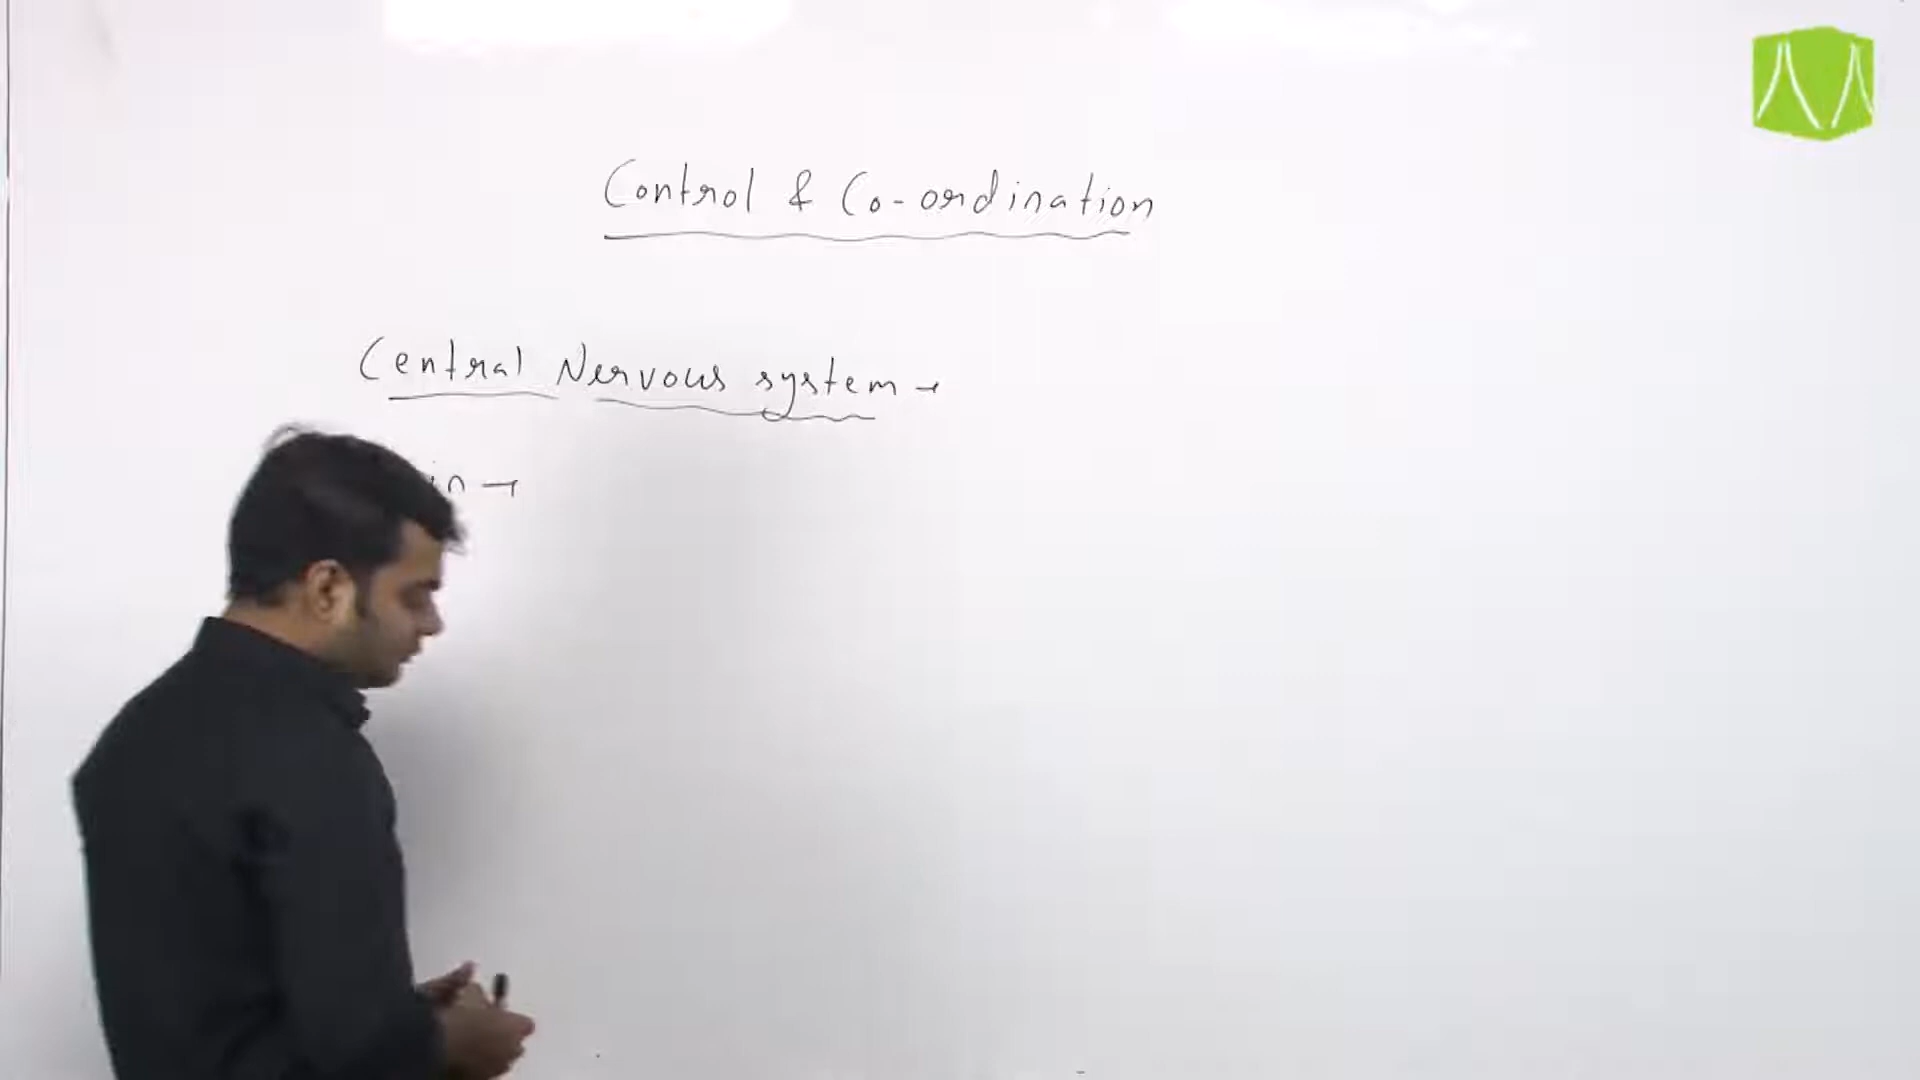 Control & Co-ordination
Central Nervous system →